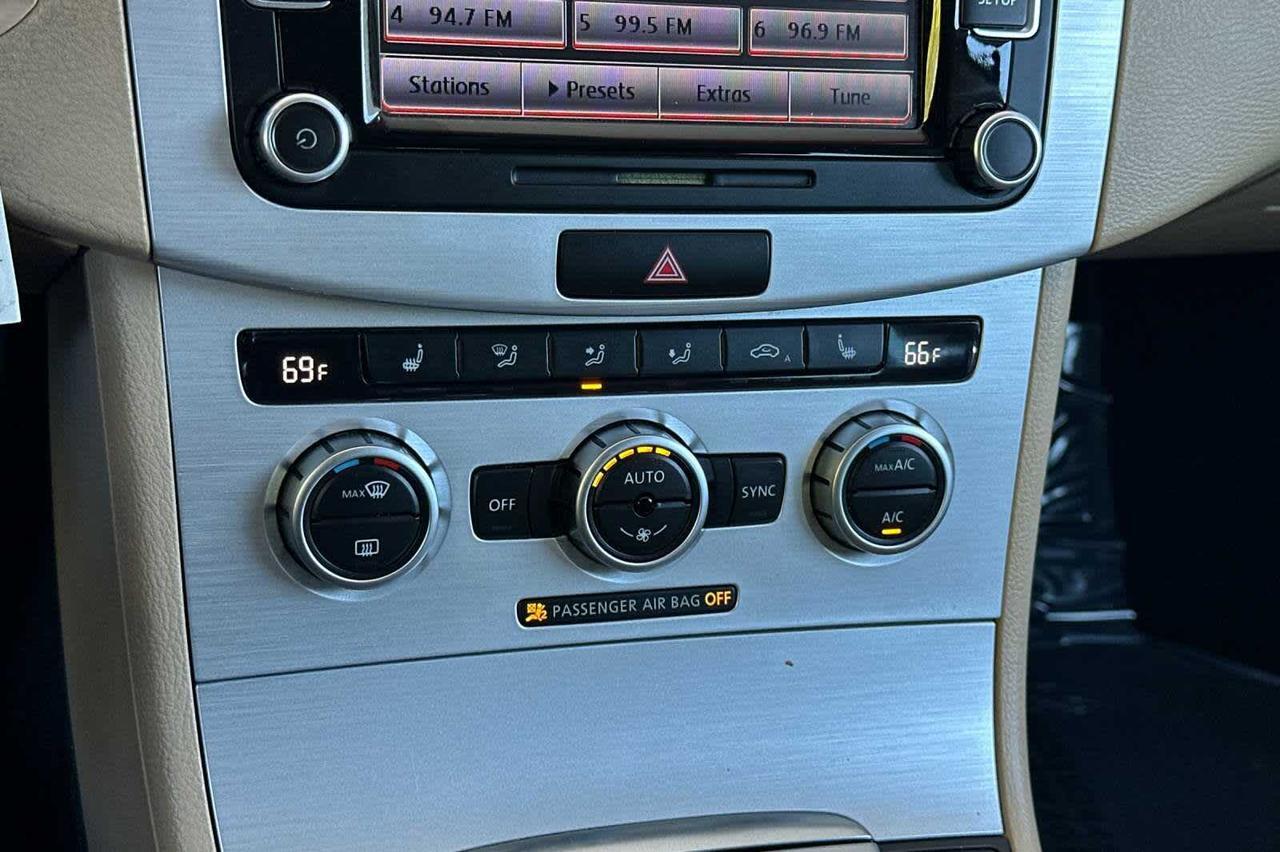 SETUP
4 94.7 FM
5 99.5 FM
6 96.9 FM
Stations
Presets
Extras
Tune
69F
A
66F
MAX
OFF
AUTO
SYNC
MAX A/C
A/C
PASSENGER AIR BAG OFF